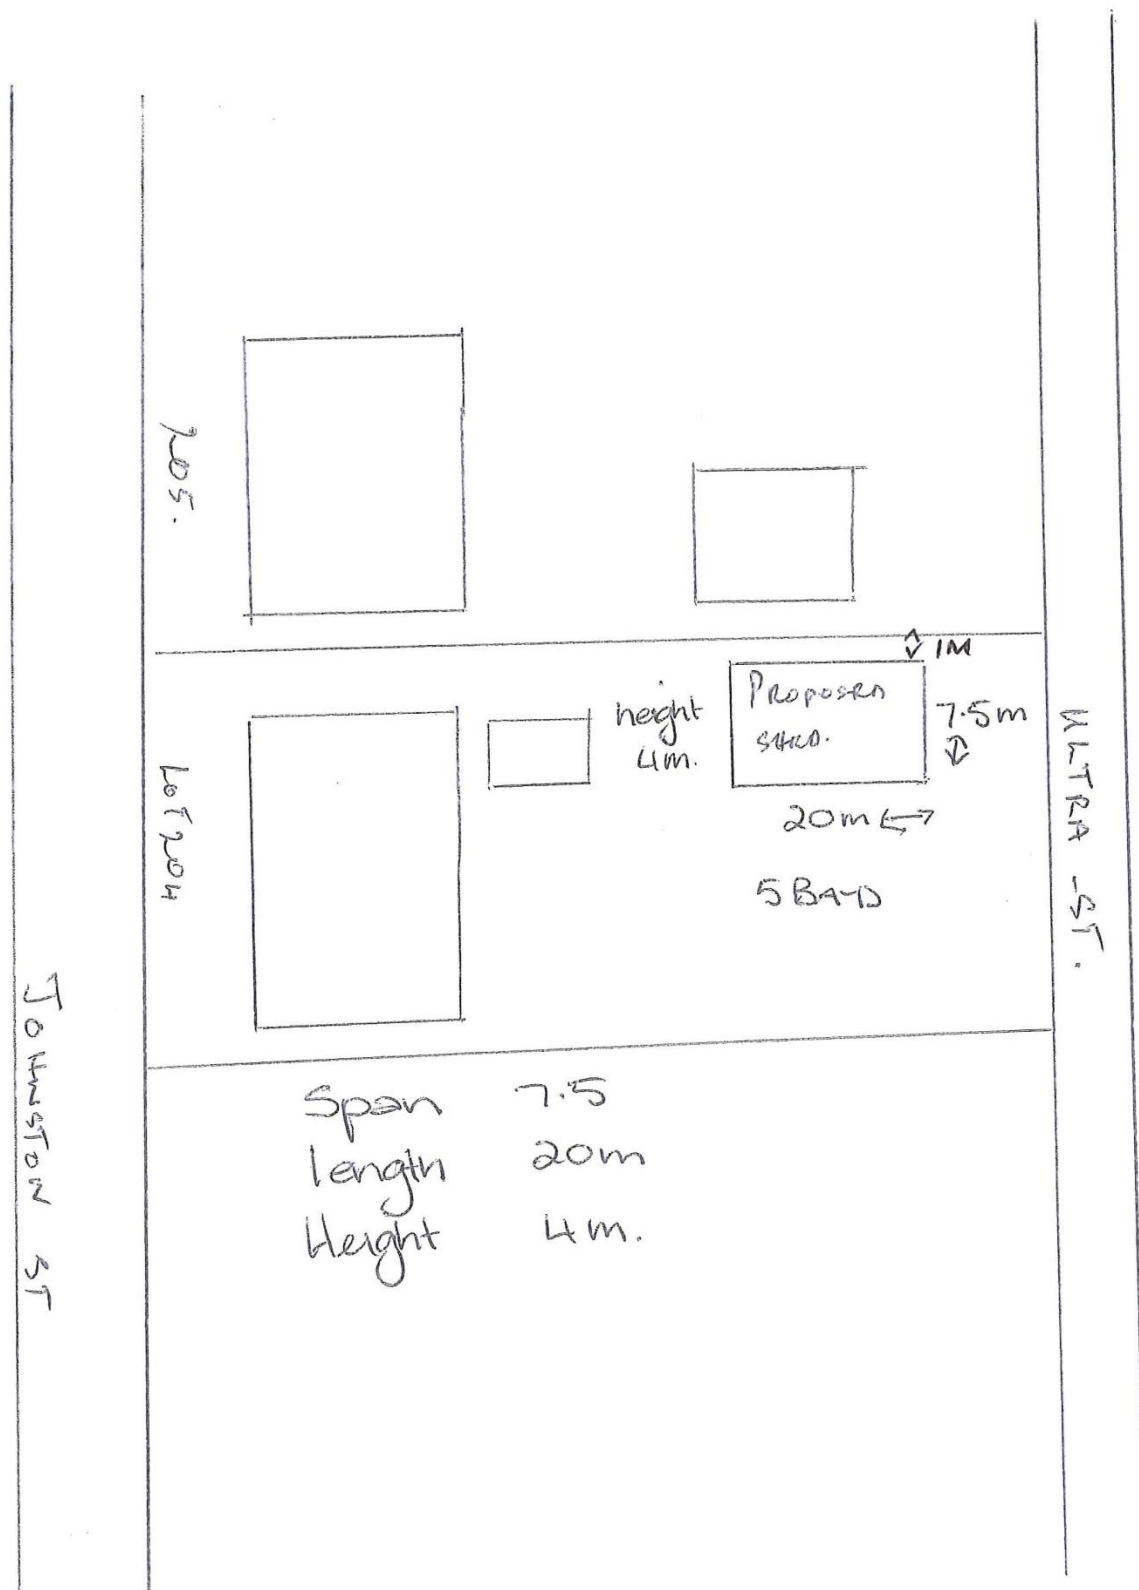 205.
1M
PROPOSED
SHED.
height
4m.
7.5m
20m
5 BAYS
LOT 204
ULTRA ST.
JOHNSTON ST
Span 7.5
length 20m
Height 4m.